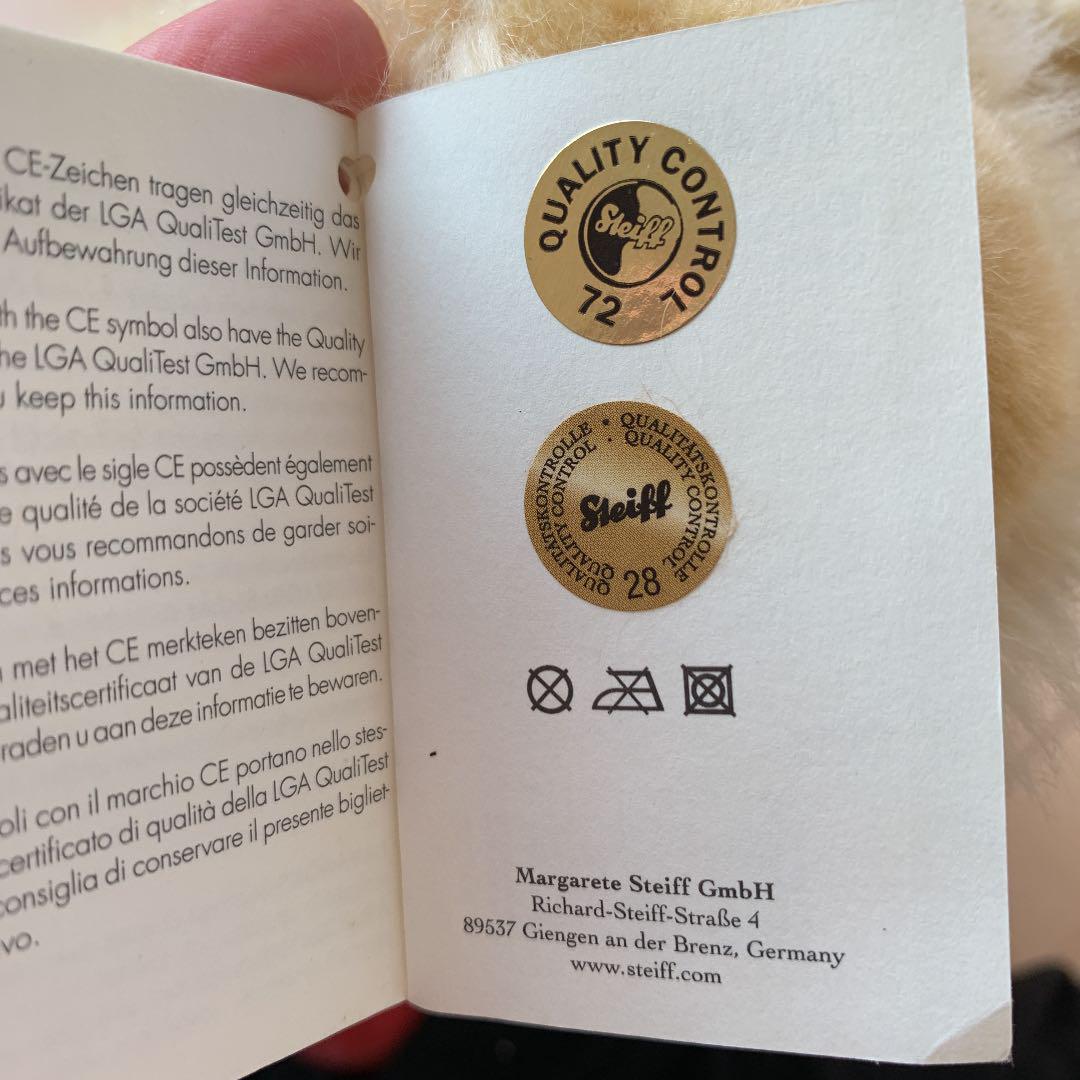 CE-Zeichen tragen gleichzeitig das
ikat der LGA QualiTest GmbH. Wir
Aufbewahrung dieser Information.
th the CE symbol also have the Quality
he LGA QualiTest GmbH. We recom-
u keep this information.
s avec le sigle CE possèdent également
e qualité de la société LGA QualiTest
s vous recommandons de garder soi-
ces informations.
n met het CE merkteken bezitten boven-
aliteitscertificaat van de LGA QualiTest
raden u aan deze informatie te bewaren.
oli con il marchio CE portano nello stes-
certificato di qualità della LGA QualiTest
consiglia di conservare il presente bigliet-
vo.
QUALITY CONTROL
Steiff
72 70
QUALITÄTSKONTROLLE • QUALITÄTSKONTROLLE
QUALITY CONTROL • QUALITY CONTROL
Steiff
28
Margarete Steiff GmbH
Richard-Steiff-Straße 4
89537 Giengen an der Brenz, Germany
www.steiff.com